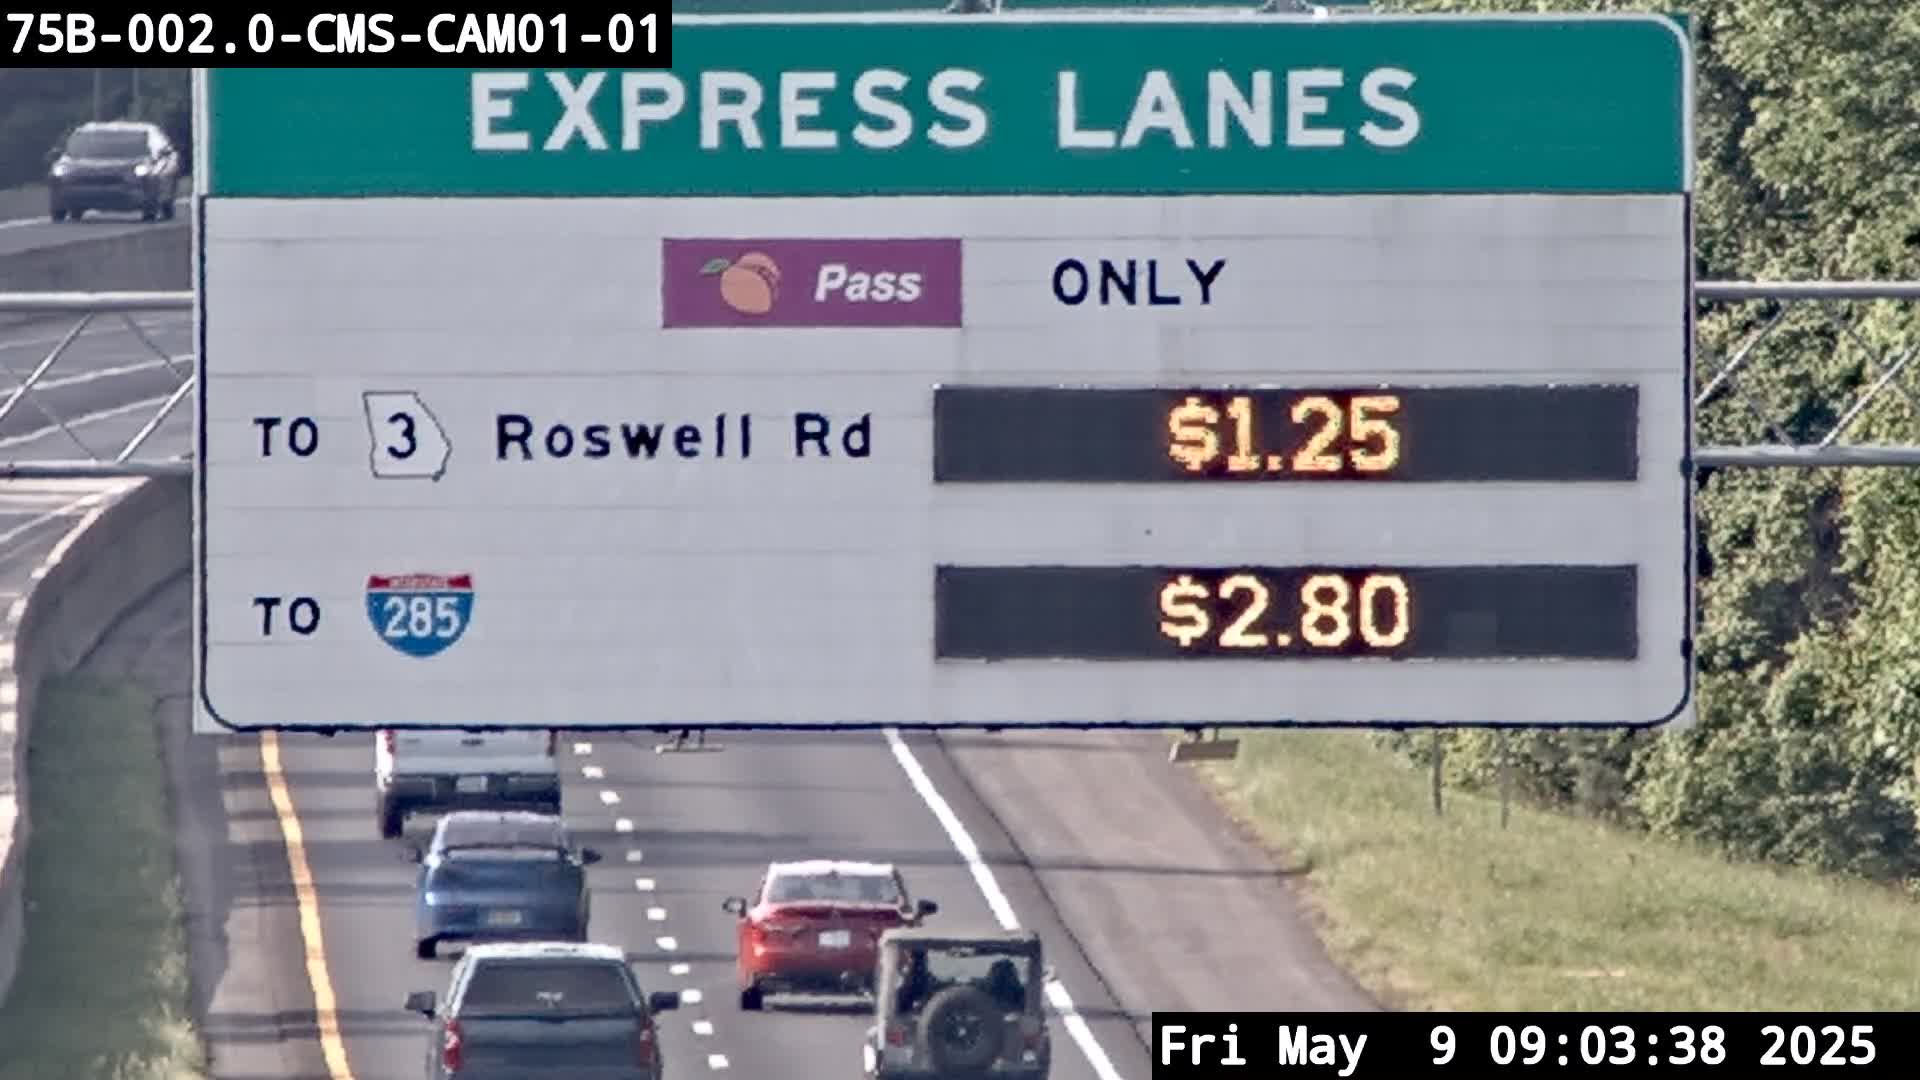 75B-002.0-CMS-CAM01-01
EXPRESS LANES
Pass ONLY
TO 3 Roswell Rd $1.25
TO INTERSTATE 285 $2.80
Fri May 9 09:03:38 2025